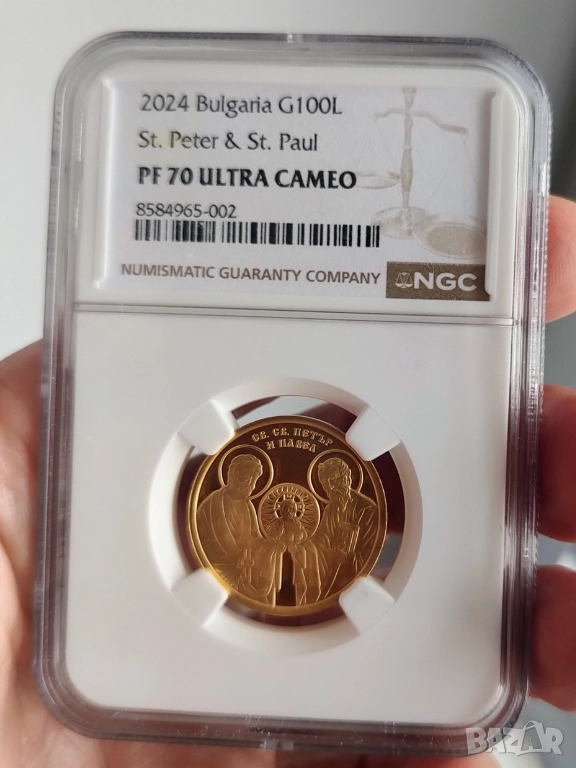 2024 Bulgaria G100L
St. Peter & St. Paul
PF 70 ULTRA CAMEO
8584965-002
NUMISMATIC GUARANTY COMPANY
NGC
СВ. СВ. ПЕТЪР
И ПАВЕЛ
BAZAR